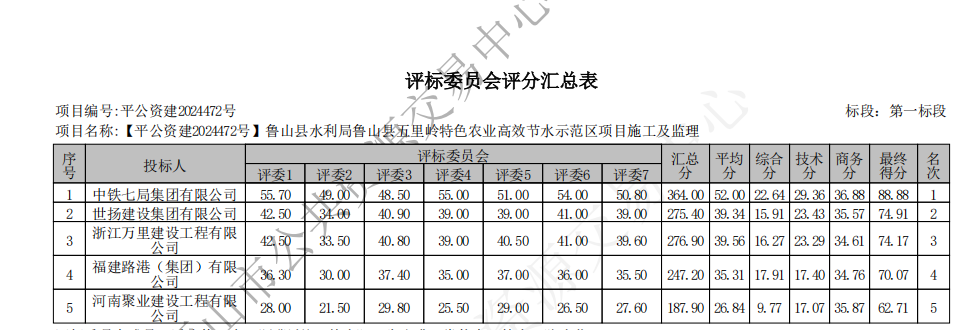 评标委员会评分汇总表
项目编号:平公资建2024472号 标段：第一标段
项目名称:【平公资建2024472号】鲁山县水利局鲁山县五里岭特色农业高效节水示范区项目施工及监理
序号 投标人 评标委员会 汇总分 平均分 综合分 技术分 商务分 最终得分 名次
评委1 评委2 评委3 评委4 评委5 评委6 评委7
1 中铁七局集团有限公司 55.70 49.00 48.50 55.00 51.00 54.00 50.80 364.00 52.00 22.64 29.36 36.88 88.88 1
2 世扬建设集团有限公司 42.50 34.00 40.90 39.00 39.00 41.00 39.00 275.40 39.34 15.91 23.43 35.57 74.91 2
3 浙江万里建设工程有限公司 42.50 33.50 40.80 39.00 40.50 41.00 39.60 276.90 39.56 16.27 23.29 34.61 74.17 3
4 福建路港（集团）有限公司 36.30 30.00 37.40 35.00 37.00 36.00 35.50 247.20 35.31 17.91 17.40 34.76 70.07 4
5 河南聚业建设工程有限公司 28.00 21.50 29.80 25.50 29.00 26.50 27.60 187.90 26.84 9.77 17.07 35.87 62.71 5
山市公共资源交易中心